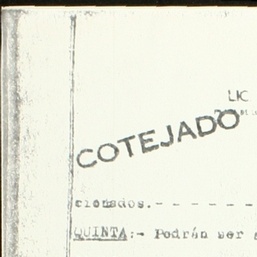 LIC
COTEJADO
cionados.- - - - - - -
QUINTA:- Podrán ser